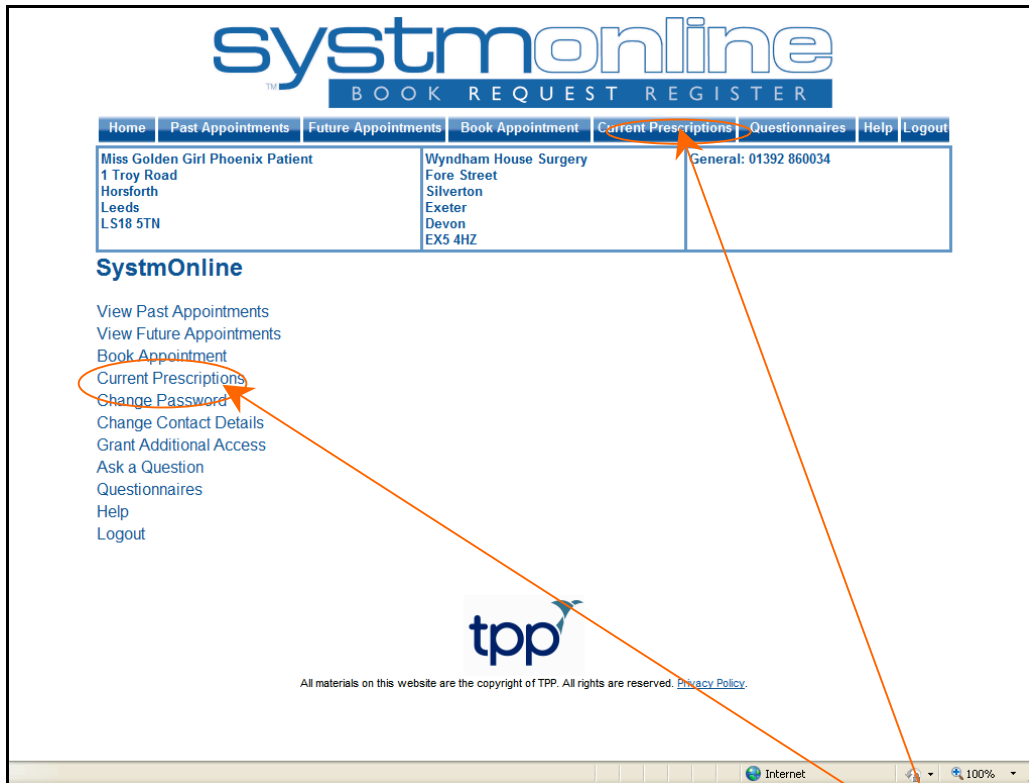 systmonline
TM
BOOK REQUEST REGISTER
Home Past Appointments Future Appointments Book Appointment Current Prescriptions Questionnaires Help Logout
Miss Golden Girl Phoenix Patient
1 Troy Road
Horsforth
Leeds
LS18 5TN
Wyndham House Surgery
Fore Street
Silverton
Exeter
Devon
EX5 4HZ
General: 01392 860034
SystmOnline
View Past Appointments
View Future Appointments
Book Appointment
Current Prescriptions
Change Password
Change Contact Details
Grant Additional Access
Ask a Question
Questionnaires
Help
Logout
tpp
All materials on this website are the copyright of TPP. All rights are reserved. Privacy Policy.
Internet 100%